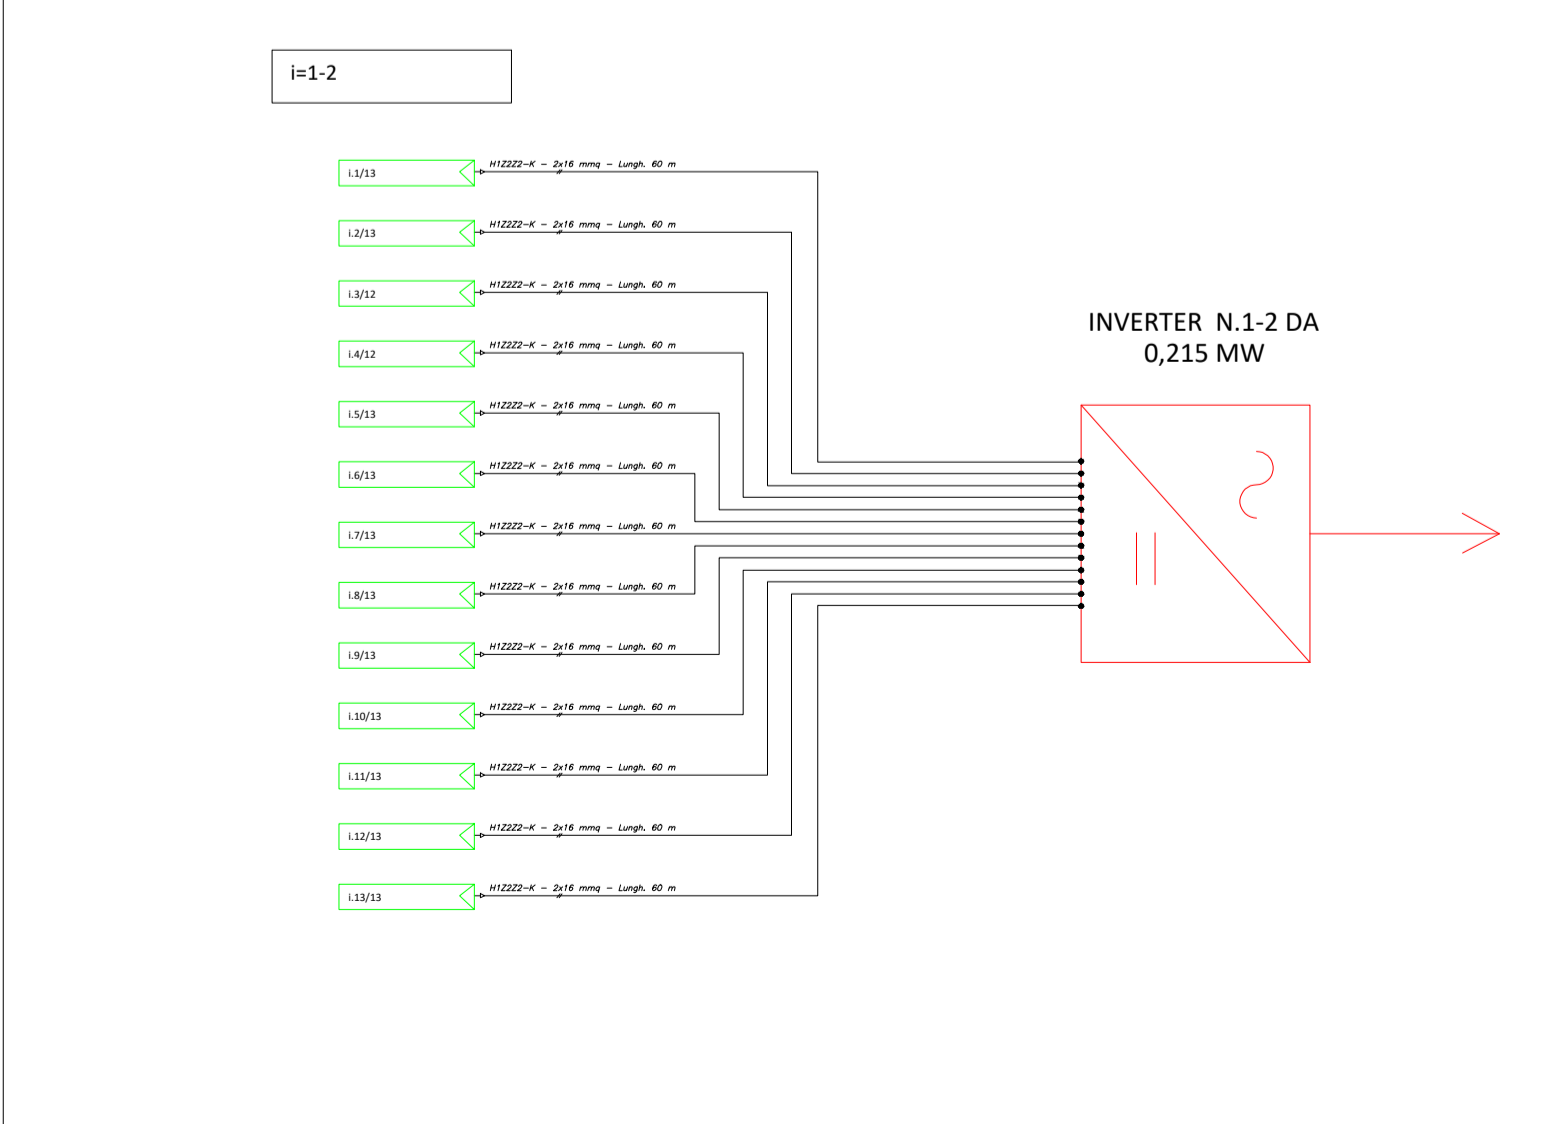 i=1-2
i.1/13
H1Z2Z2-K - 2x16 mmq - Lungh. 60 m
i.2/13
H1Z2Z2-K - 2x16 mmq - Lungh. 60 m
i.3/12
H1Z2Z2-K - 2x16 mmq - Lungh. 60 m
INVERTER N.1-2 DA
0,215 MW
i.4/12
H1Z2Z2-K - 2x16 mmq - Lungh. 60 m
i.5/13
H1Z2Z2-K - 2x16 mmq - Lungh. 60 m
i.6/13
H1Z2Z2-K - 2x16 mmq - Lungh. 60 m
i.7/13
H1Z2Z2-K - 2x16 mmq - Lungh. 60 m
i.8/13
H1Z2Z2-K - 2x16 mmq - Lungh. 60 m
i.9/13
H1Z2Z2-K - 2x16 mmq - Lungh. 60 m
i.10/13
H1Z2Z2-K - 2x16 mmq - Lungh. 60 m
i.11/13
H1Z2Z2-K - 2x16 mmq - Lungh. 60 m
i.12/13
H1Z2Z2-K - 2x16 mmq - Lungh. 60 m
i.13/13
H1Z2Z2-K - 2x16 mmq - Lungh. 60 m